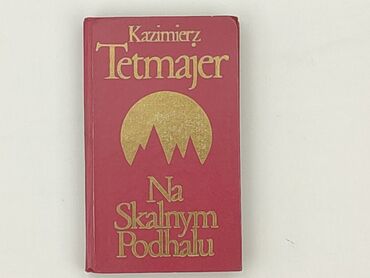 Kazimierz
Tetmajer
Na
Skalnym
Podhalu